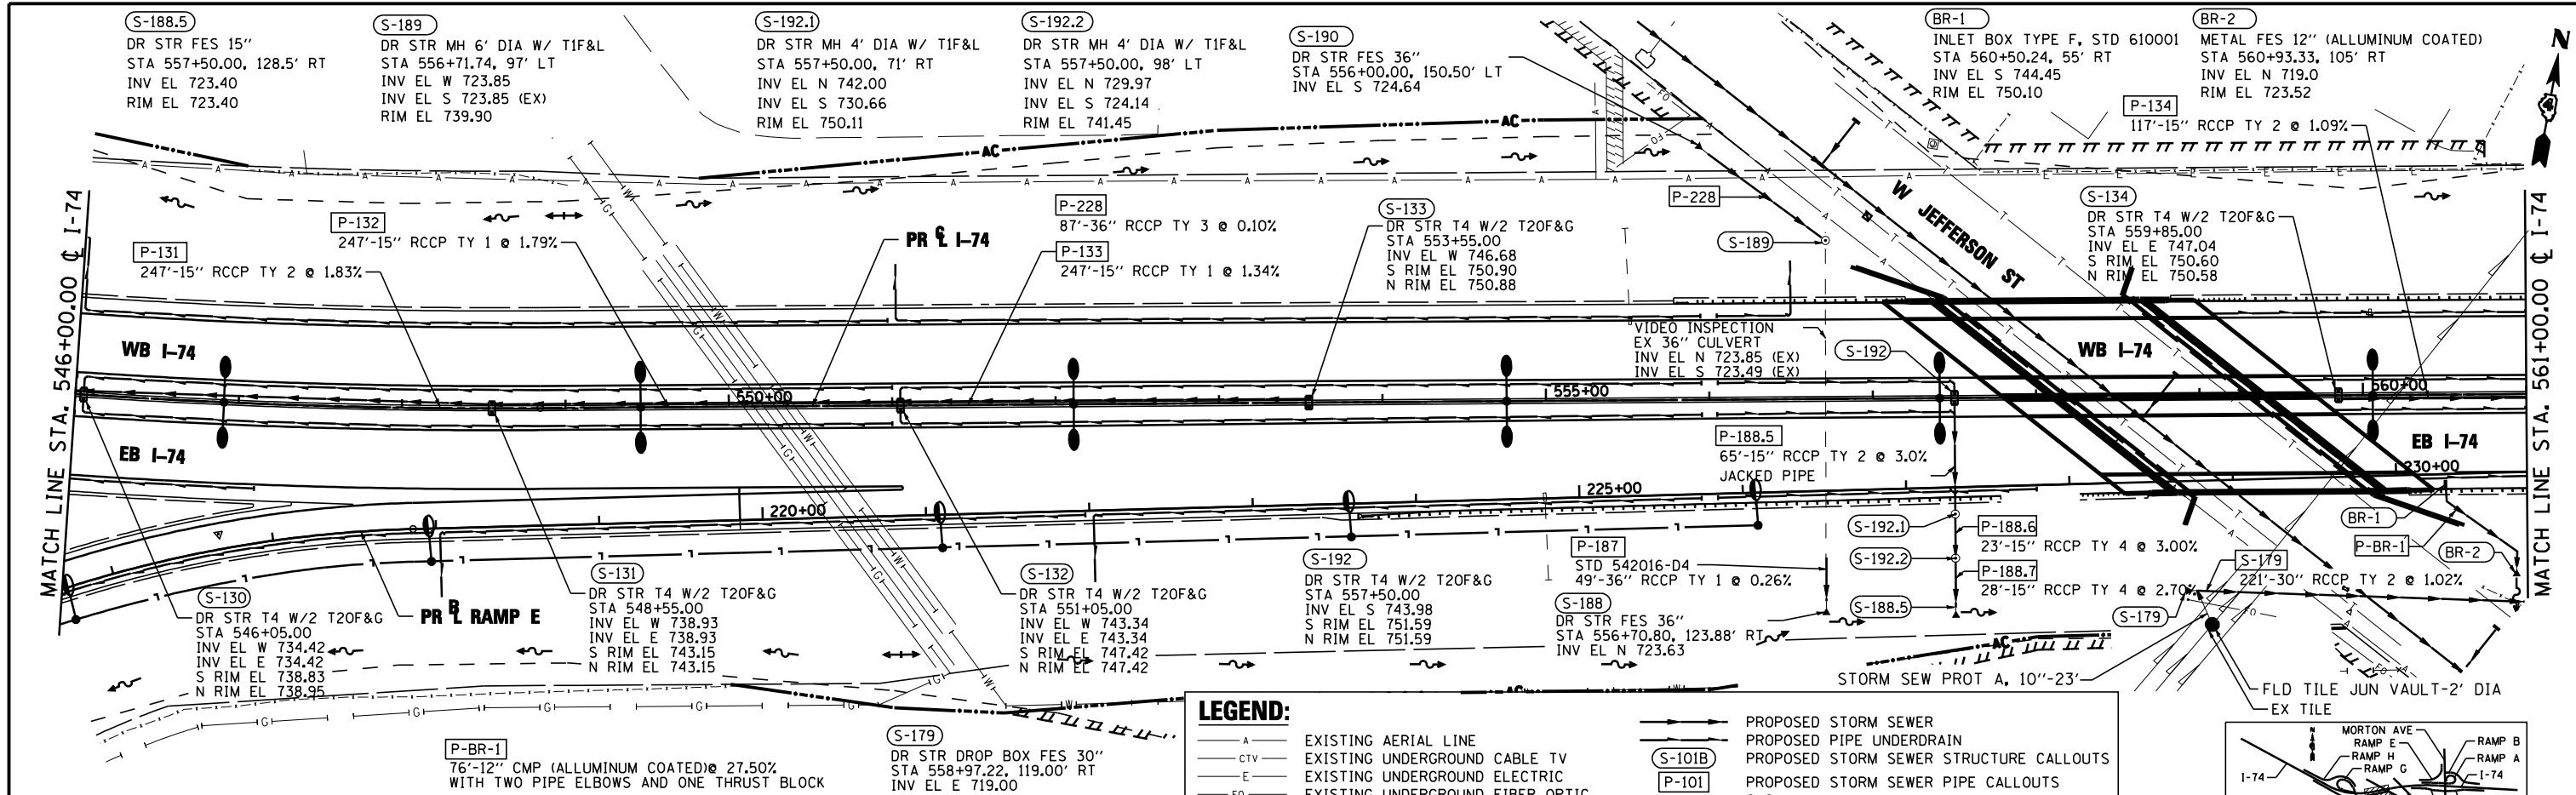 S-188.5
DR STR FES 15"
STA 557+50.00, 128.5' RT
INV EL 723.40
RIM EL 723.40
S-189
DR STR MH 6' DIA W/ T1F&L
STA 556+71.74, 97' LT
INV EL W 723.85
INV EL S 723.85 (EX)
RIM EL 739.90
S-192.1
DR STR MH 4' DIA W/ T1F&L
STA 557+50.00, 71' RT
INV EL N 742.00
INV EL S 730.66
RIM EL 750.11
S-192.2
DR STR MH 4' DIA W/ T1F&L
STA 557+50.00, 98' LT
INV EL N 729.97
INV EL S 724.14
RIM EL 741.45
S-190
DR STR FES 36"
STA 556+00.00, 150.50' LT
INV EL S 724.64
BR-1
INLET BOX TYPE F, STD 610001
STA 560+50.24, 55' RT
INV EL S 744.45
RIM EL 750.10
BR-2
METAL FES 12" (ALLUMINUM COATED)
STA 560+93.33, 105' RT
INV EL N 719.0
RIM EL 723.52
P-134
117'-15" RCCP TY 2 @ 1.09%
N
AC
AC
P-131
247'-15" RCCP TY 2 @ 1.83%
P-132
247'-15" RCCP TY 1 @ 1.79%
PR ℄ I-74
P-228
87'-36" RCCP TY 3 @ 0.10%
P-133
247'-15" RCCP TY 1 @ 1.34%
S-133
DR STR T4 W/2 T20F&G
STA 553+55.00
INV EL W 746.68
S RIM EL 750.90
N RIM EL 750.88
P-228
S-189
W JEFFERSON ST
S-134
DR STR T4 W/2 T20F&G
STA 559+85.00
INV EL E 747.04
S RIM EL 750.60
N RIM EL 750.58
MATCH LINE STA. 546+00.00 ℄ I-74
WB I-74
EB I-74
VIDEO INSPECTION
EX 36" CULVERT
INV EL N 723.85 (EX)
INV EL S 723.49 (EX)
S-192
WB I-74
550+00
555+00
560+00
EB I-74
MATCH LINE STA. 561+00.00 ℄ I-74
P-188.5
65'-15" RCCP TY 2 @ 3.0%
JACKED PIPE
220+00
225+00
230+00
S-192.1
S-192.2
S-188.5
P-188.6
23'-15" RCCP TY 4 @ 3.00%
P-188.7
28'-15" RCCP TY 4 @ 2.70%
BR-1
P-BR-1
BR-2
S-179
221'-30" RCCP TY 2 @ 1.02%
S-179
S-130
DR STR T4 W/2 T20F&G
STA 546+05.00
INV EL W 734.42
INV EL E 734.42
S RIM EL 738.83
N RIM EL 738.95
PR B L RAMP E
S-131
DR STR T4 W/2 T20F&G
STA 548+55.00
INV EL W 738.93
INV EL E 738.93
S RIM EL 743.15
N RIM EL 743.15
S-132
DR STR T4 W/2 T20F&G
STA 551+05.00
INV EL W 743.34
INV EL E 743.34
S RIM EL 747.42
N RIM EL 747.42
S-192
DR STR T4 W/2 T20F&G
STA 557+50.00
INV EL S 743.98
S RIM EL 751.59
N RIM EL 751.59
P-187
STD 542016-D4
49'-36" RCCP TY 1 @ 0.26%
S-188
DR STR FES 36"
STA 556+70.80, 123.88' RT
INV EL N 723.63
AC
AC
STORM SEW PROT A, 10"-23'
FLD TILE JUN VAULT-2' DIA
EX TILE
P-BR-1
76'-12" CMP (ALLUMINUM COATED)@ 27.50%
WITH TWO PIPE ELBOWS AND ONE THRUST BLOCK
S-179
DR STR DROP BOX FES 30"
STA 558+97.22, 119.00' RT
INV EL E 719.00
LEGEND:
A EXISTING AERIAL LINE
CTV EXISTING UNDERGROUND CABLE TV
E EXISTING UNDERGROUND ELECTRIC
FO EXISTING UNDERGROUND FIBER OPTIC
PROPOSED STORM SEWER
PROPOSED PIPE UNDERDRAIN
S-101B PROPOSED STORM SEWER STRUCTURE CALLOUTS
P-101 PROPOSED STORM SEWER PIPE CALLOUTS
MORTON AVE
RAMP E
RAMP H
RAMP G
I-74
RAMP B
RAMP A
I-74